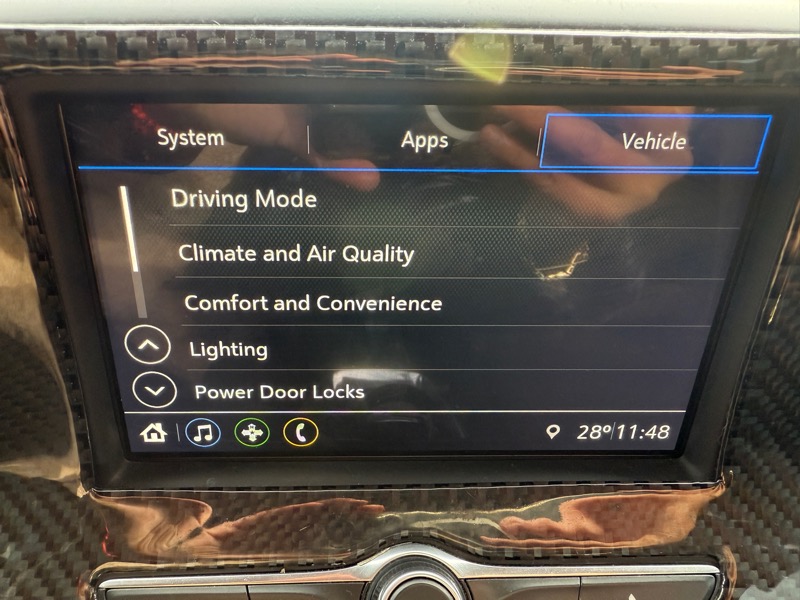 System Apps Vehicle
Driving Mode
Climate and Air Quality
Comfort and Convenience
Lighting
Power Door Locks
28° 11:48